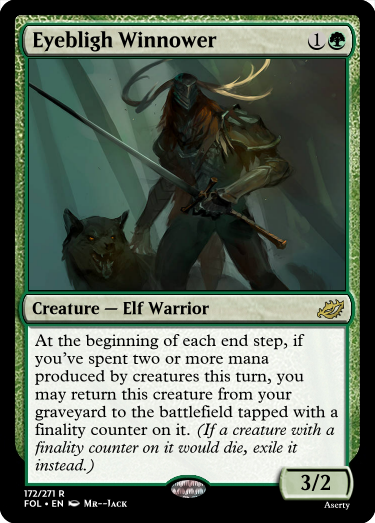 Eyebligh Winnower 1
Creature — Elf Warrior
At the beginning of each end step, if
you've spent two or more mana
produced by creatures this turn, you
may return this creature from your
graveyard to the battlefield tapped with a
finality counter on it. (If a creature with a
finality counter on it would die, exile it
instead.)
3/2
172/271 R
FOL • EN Mr–Jack
Aserty